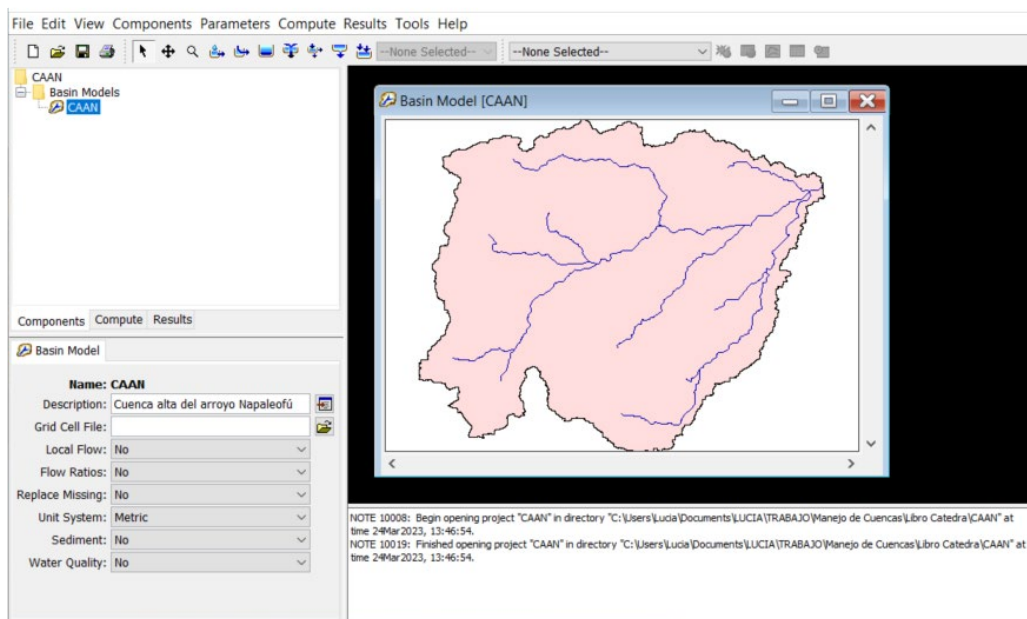 File Edit View Components Parameters Compute Results Tools Help
--None Selected--
--None Selected--
CAAN
Basin Models
CAAN
Components Compute Results
Basin Model
Name: CAAN
Description: Cuenca alta del arroyo Napaleofú
Grid Cell File:
Local Flow: No
Flow Ratios: No
Replace Missing: No
Unit System: Metric
Sediment: No
Water Quality: No
Basin Model [CAAN]
NOTE 10008: Begin opening project "CAAN" in directory "C:\Users\Lucia\Documents\LUCIA\TRABAJO\Manejo de Cuencas\Libro Catedra\CAAN" at
time 24Mar2023, 13:46:54.
NOTE 10019: Finished opening project "CAAN" in directory "C:\Users\Lucia\Documents\LUCIA\TRABAJO\Manejo de Cuencas\Libro Catedra\CAAN" at
time 24Mar2023, 13:46:54.